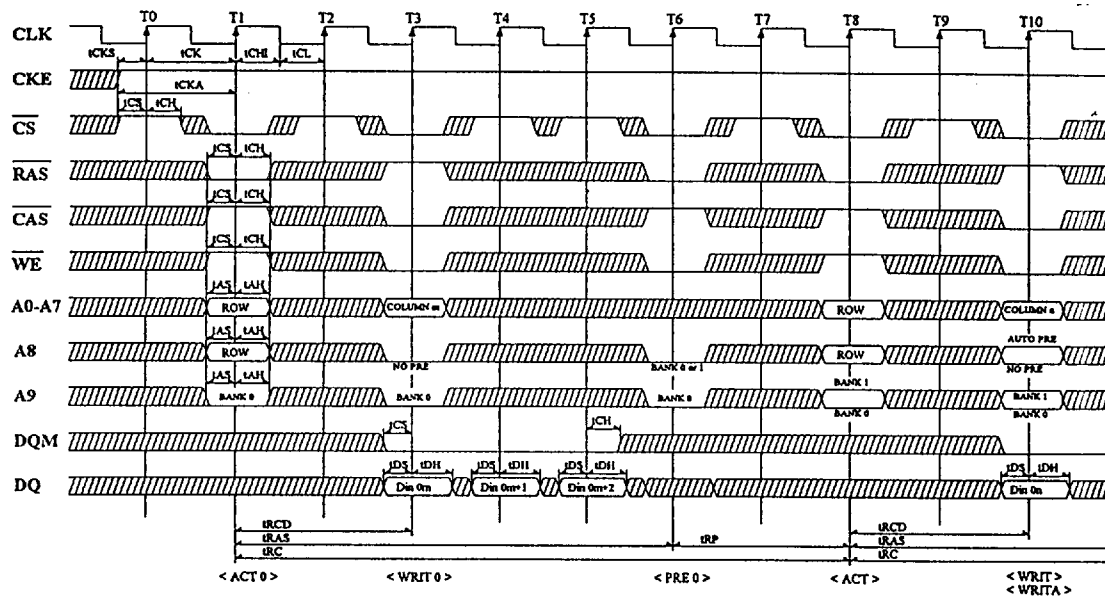 T0 T1 T2 T3 T4 T5 T6 T7 T8 T9 T10
CLK
tCKS tCK tCHI tCL
CKE
tCKA
tCS tCH
CS
tCS tCH
RAS
tCS tCH
CAS
tCS tCH
WE
tAS tAH
A0-A7 ROW COLUMN m ROW COLUMN n
tAS tAH AUTO PRE
A8 ROW ROW
NO PRE BANK 0 or 1 NO PRE
tAS tAH BANK 1
A9 BANK 0 BANK 0 BANK 0 BANK 1
BANK 0 BANK 0
tCS tCH
DQM
tDS tDH tDS tDH tDS tDH tDS tDH
DQ Din 0m Din 0m+1 Din 0m+2 Din 0n
tRCD tRCD
tRAS tRP tRAS
tRC tRC
< ACT 0 > < WRIT 0 > < PRE 0 > < ACT > < WRIT >
< WRITA >